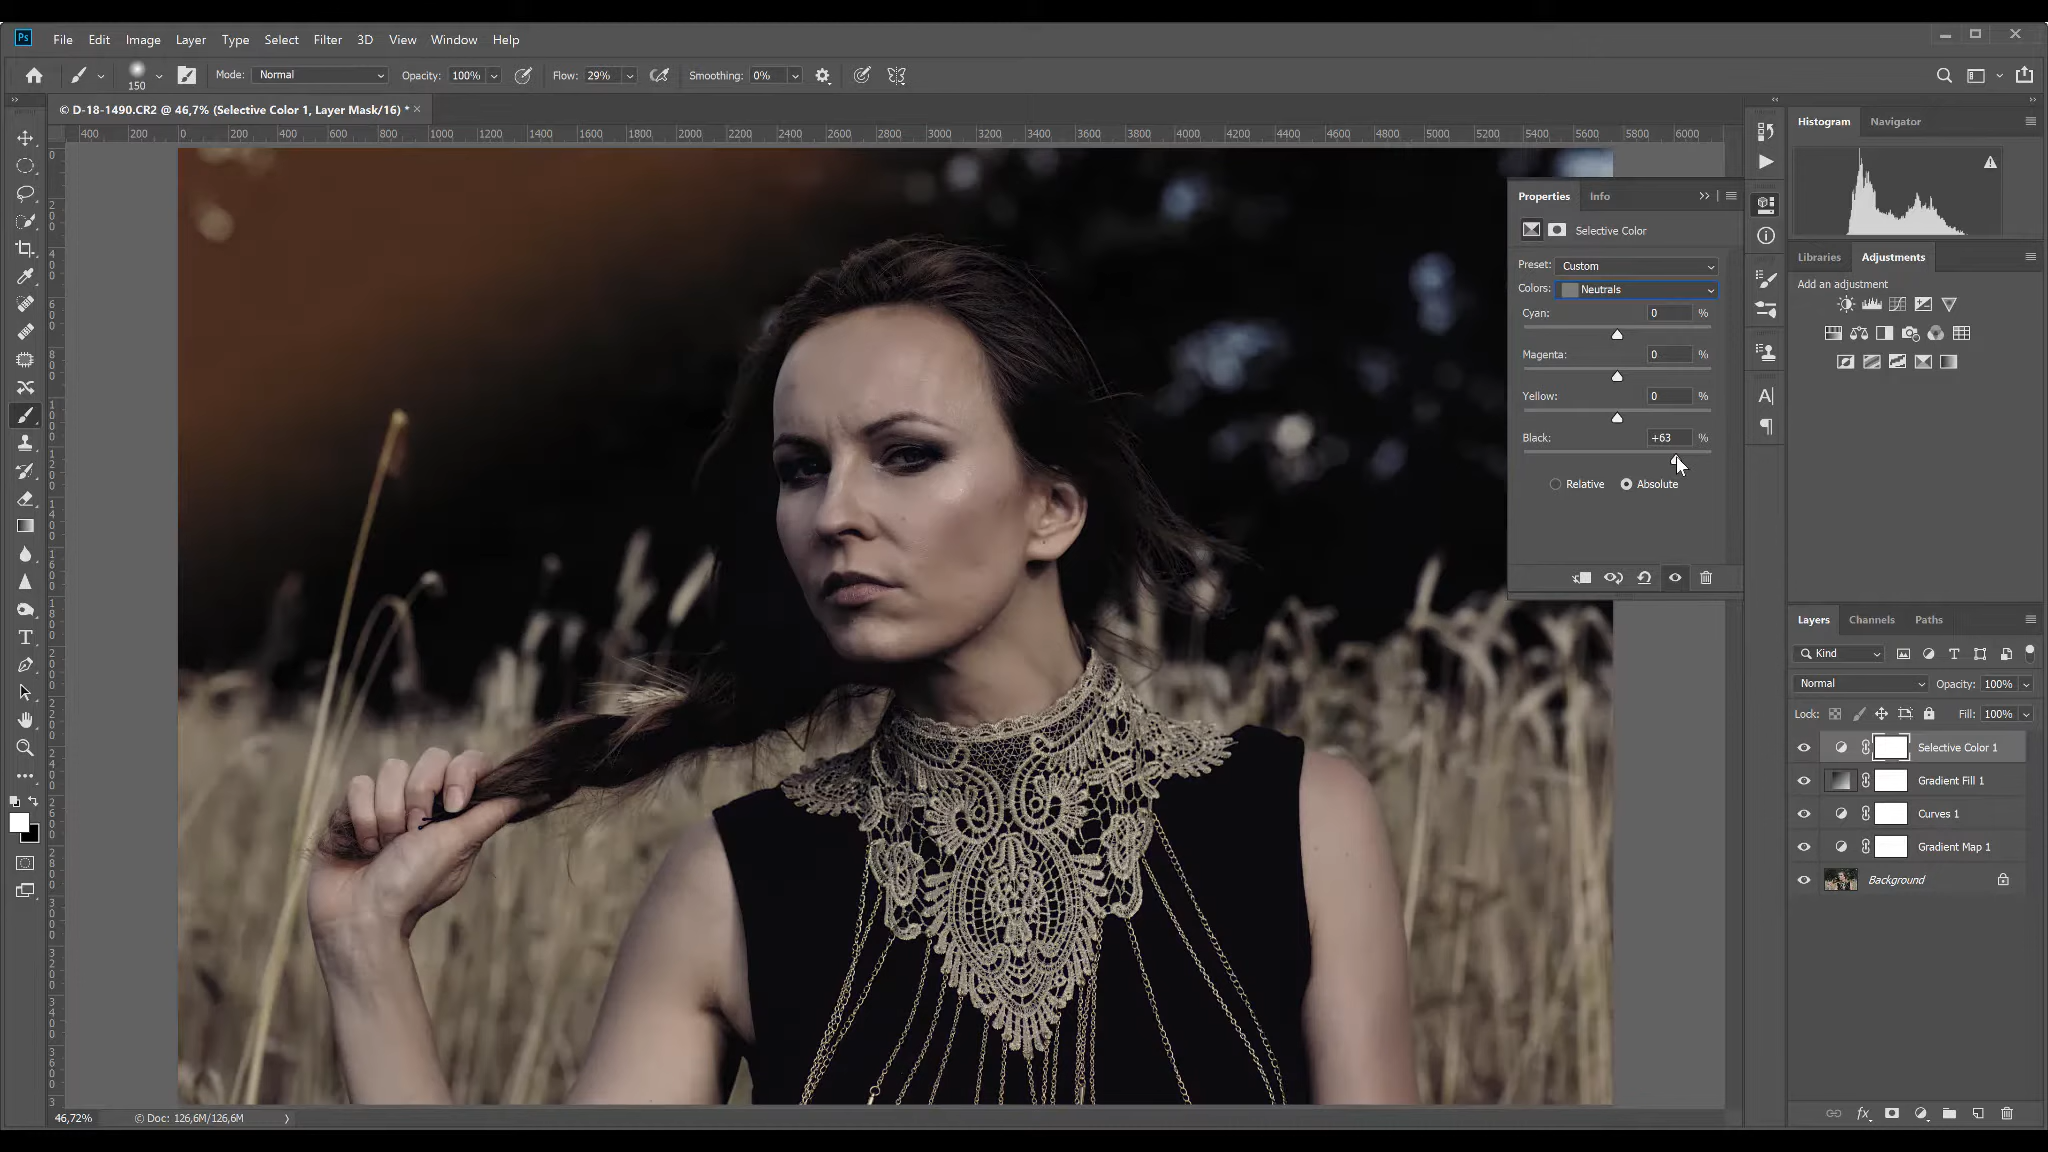 Ps
File Edit Image Layer Type Select Filter 3D View Window Help
150 Mode: Normal Opacity: 100% Flow: 29% Smoothing: 0%
© D-18-1490.CR2 @ 46,7% (Selective Color 1, Layer Mask/16) * ×
400 200 0 200 400 600 800 1000 1200 1400 1600 1800 2000 2200 2400 2600 2800 3000 3200 3400 3600 3800 4000 4200 4400 4600 4800 5000 5200 5400 5600 5800 6000
Histogram Navigator
Properties Info
Selective Color
Preset: Custom
Colors: Neutrals
Cyan: 0 %
Magenta: 0 %
Yellow: 0 %
Black: +63 %
Relative Absolute
Libraries Adjustments
Add an adjustment
Layers Channels Paths
Kind
Normal Opacity: 100%
Lock: Fill: 100%
Selective Color 1
Gradient Fill 1
Curves 1
Gradient Map 1
Background
46,72% © Doc: 126,6M/126,6M